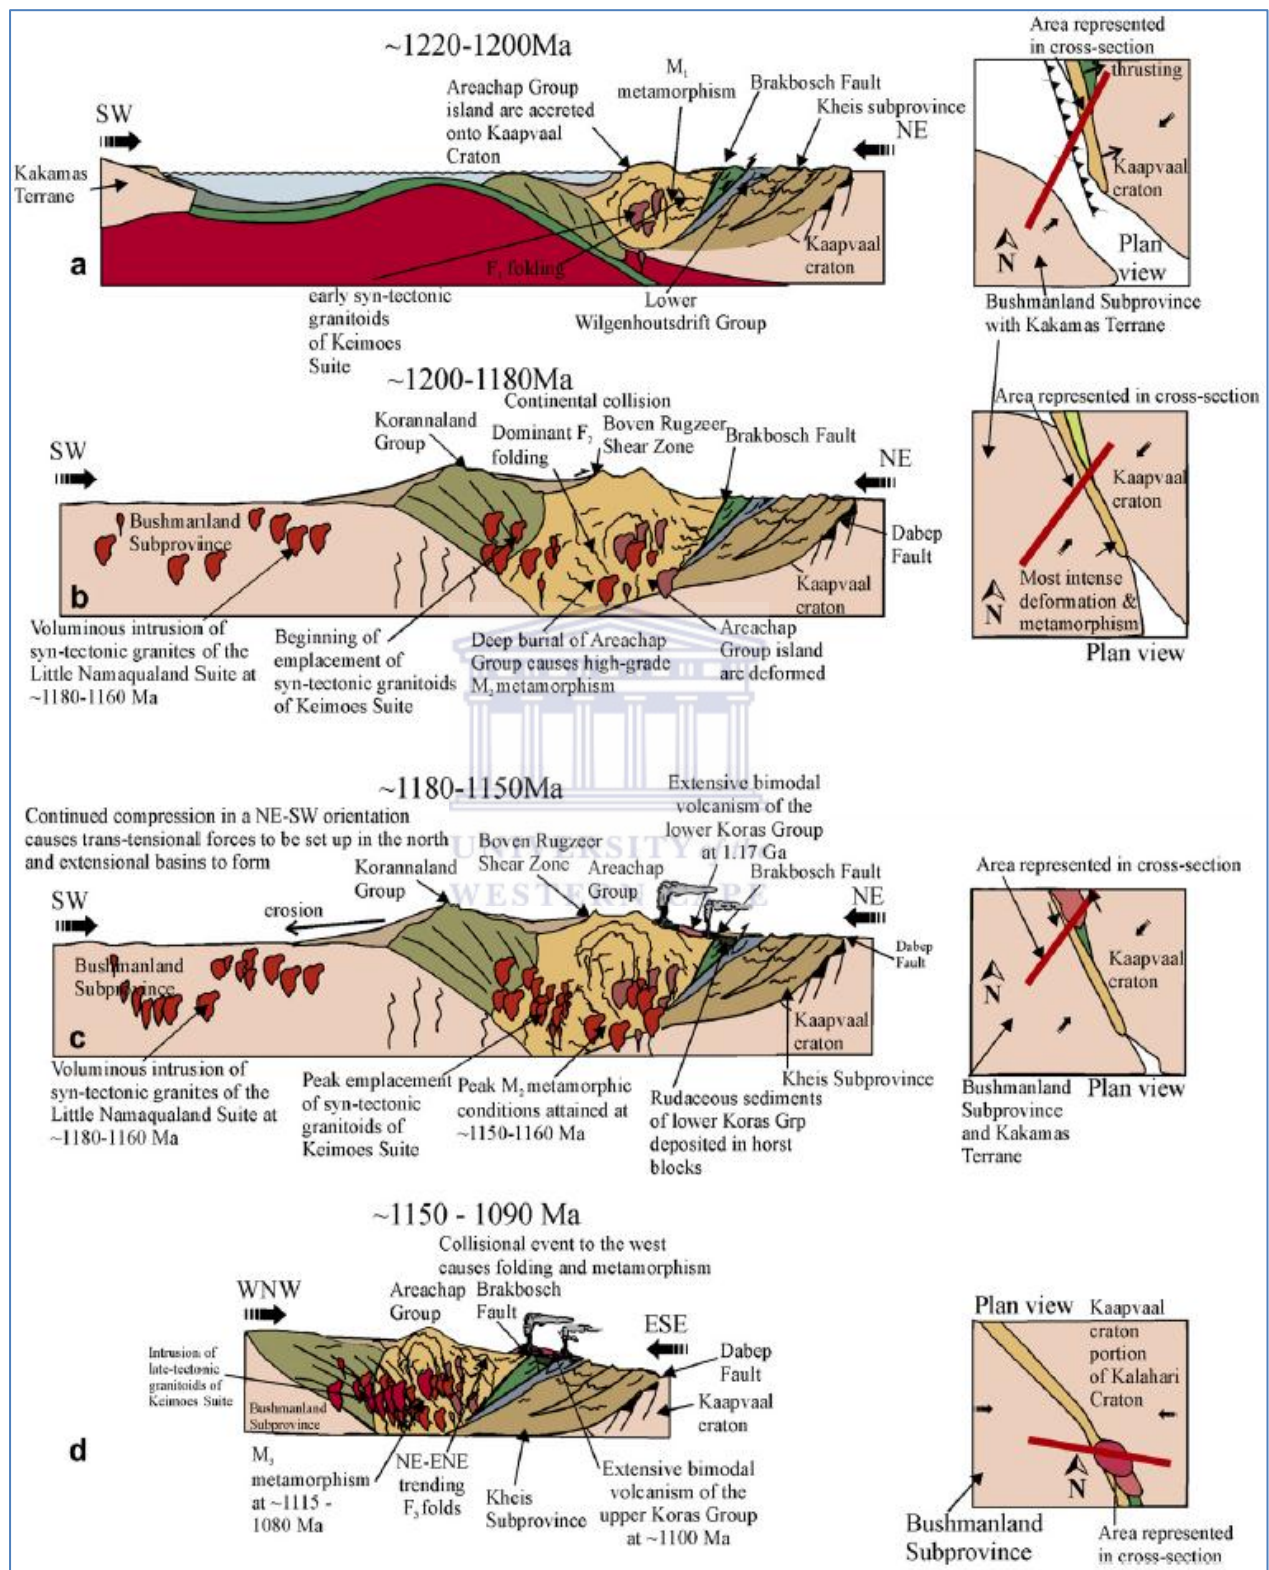 ~1220-1200Ma
SW
Areachap Group
island arc accreted
onto Kaapvaal
Craton
M₁
metamorphism
Brakbosch Fault
Kheis subprovince
NE
Kakamas
Terrane
F₁ folding
Kaapvaal
craton
a
early syn-tectonic
granitoids
of Keimoes
Suite
Lower
Wilgenhoutsdrift Group
Area represented
in cross-section
thrusting
Kaapvaal
craton
N
Plan
view
Bushmanland Subprovince
with Kakamas Terrane
~1200-1180Ma
SW
Korannaland
Group
Continental collision
Dominant F₂
folding
Boven Rugzeer
Shear Zone
Brakbosch Fault
NE
Bushmanland
Subprovince
Dabep
Fault
Kaapvaal
craton
b
Voluminous intrusion of
syn-tectonic granites of the
Little Namaqualand Suite at
~1180-1160 Ma
Beginning of
emplacement of
syn-tectonic granitoids
of Keimoes Suite
Deep burial of Areachap
Group causes high-grade
M₂ metamorphism
Areachap
Group island
arc deformed
Area represented in cross-section
Kaapvaal
craton
N
Most intense
deformation &
metamorphism
Plan view
~1180-1150Ma
Continued compression in a NE-SW orientation
causes trans-tensional forces to be set up in the north
and extensional basins to form
Extensive bimodal
volcanism of the
lower Koras Group
at 1.17 Ga
UNIVERSITY of the
WESTERN CAPE
SW
erosion
Korannaland
Group
Boven Rugzeer
Shear Zone
Areachap
Group
Brakbosch Fault
NE
Dabep
Fault
Bushmanland
Subprovince
Kaapvaal
craton
c
Voluminous intrusion of
syn-tectonic granites of the
Little Namaqualand Suite at
~1180-1160 Ma
Peak emplacement
of syn-tectonic
granitoids of
Keimoes Suite
Peak M₂ metamorphic
conditions attained at
~1150-1160 Ma
Rudaceous sediments
of lower Koras Grp
deposited in horst
blocks
Kheis Subprovince
Area represented in cross-section
Kaapvaal
craton
N
Bushmanland
Subprovince
and Kakamas
Terrane
Plan view
~1150 - 1090 Ma
Collisional event to the west
causes folding and metamorphism
WNW
Areachap
Group
Brakbosch
Fault
ESE
Intrusion of
late-tectonic
granitoids of
Keimoes Suite
Bushmanland
Subprovince
Dabep
Fault
Kaapvaal
craton
d
M₃
metamorphism
at ~1115 -
1080 Ma
NE-ENE
trending
F₃ folds
Kheis
Subprovince
Extensive bimodal
volcanism of the
upper Koras Group
at ~1100 Ma
Plan view
Kaapvaal
craton
portion
of Kalahari
Craton
N
Bushmanland
Subprovince
Area represented
in cross-section